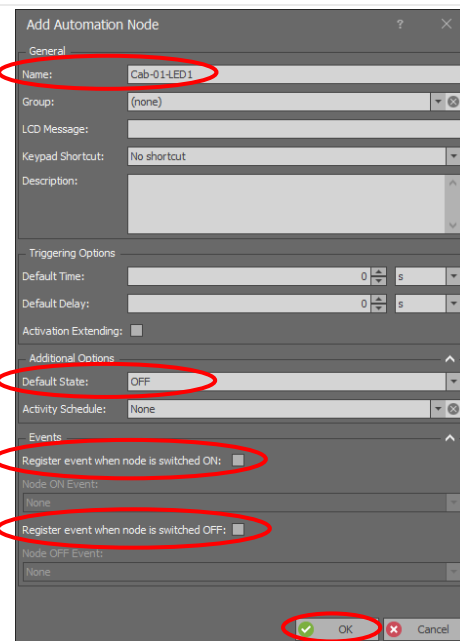 Add Automation Node ?
General
Name: Cab-01-LED1
Group: (none)
LCD Message:
Keypad Shortcut: No shortcut
Description:
Triggering Options
Default Time: 0 s
Default Delay: 0 s
Activation Extending:
Additional Options
Default State: OFF
Activity Schedule: None
Events
Register event when node is switched ON:
Node ON Event:
None
Register event when node is switched OFF:
Node OFF Event:
None
OK Cancel